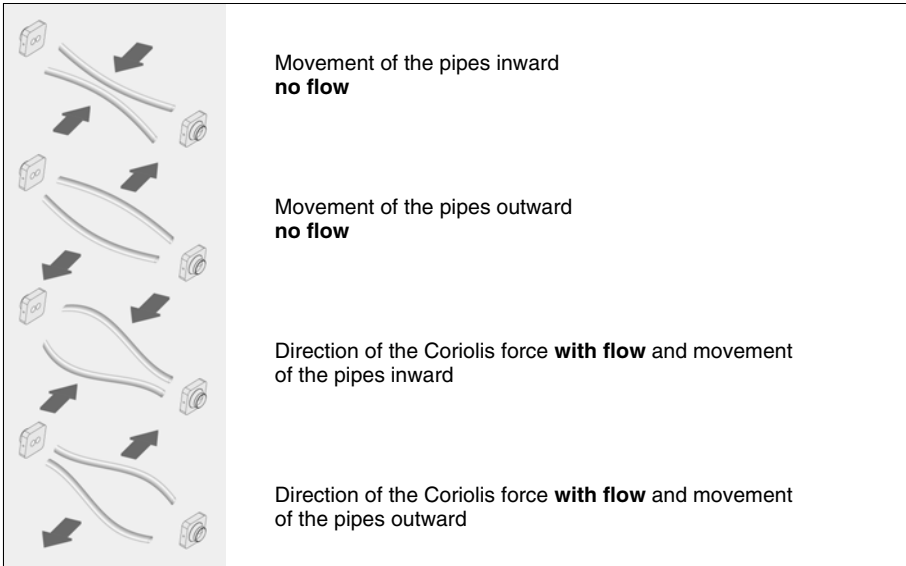 Movement of the pipes inward
no flow
Movement of the pipes outward
no flow
Direction of the Coriolis force with flow and movement
of the pipes inward
Direction of the Coriolis force with flow and movement
of the pipes outward